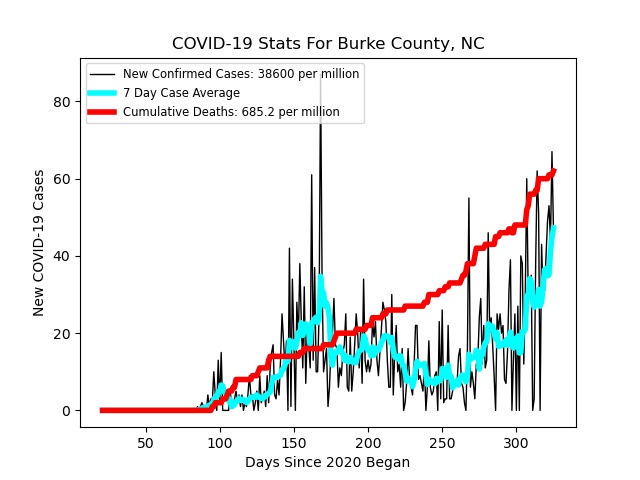 COVID-19 Stats For Burke County, NC
New Confirmed Cases: 38600 per million
7 Day Case Average
Cumulative Deaths: 685.2 per million
80
60
40
20
0
New COVID-19 Cases
50 100 150 200 250 300
Days Since 2020 Began